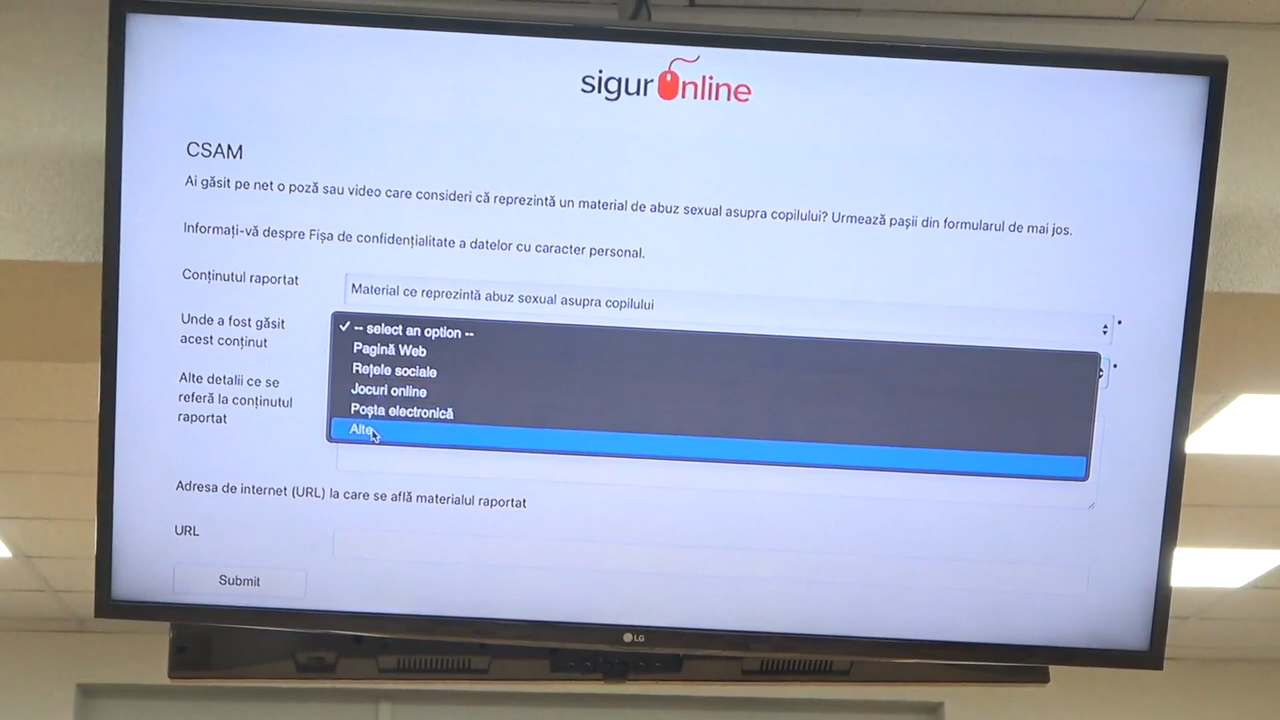 sigur nline
CSAM
Ai găsit pe net o poză sau video care consideri că reprezintă un material de abuz sexual asupra copilului? Urmează pașii din formularul de mai jos.
Informați-vă despre Fișa de confidențialitate a datelor cu caracter personal.
Conținutul raportat
Material ce reprezintă abuz sexual asupra copilului
*
Unde a fost găsit
acest conținut
✓ -- select an option --
*
Pagină Web
Rețele sociale
Jocuri online
Poșta electronică
Alte
Alte detalii ce se
referă la conținutul
raportat
Adresa de internet (URL) la care se află materialul raportat
URL
Submit
LG